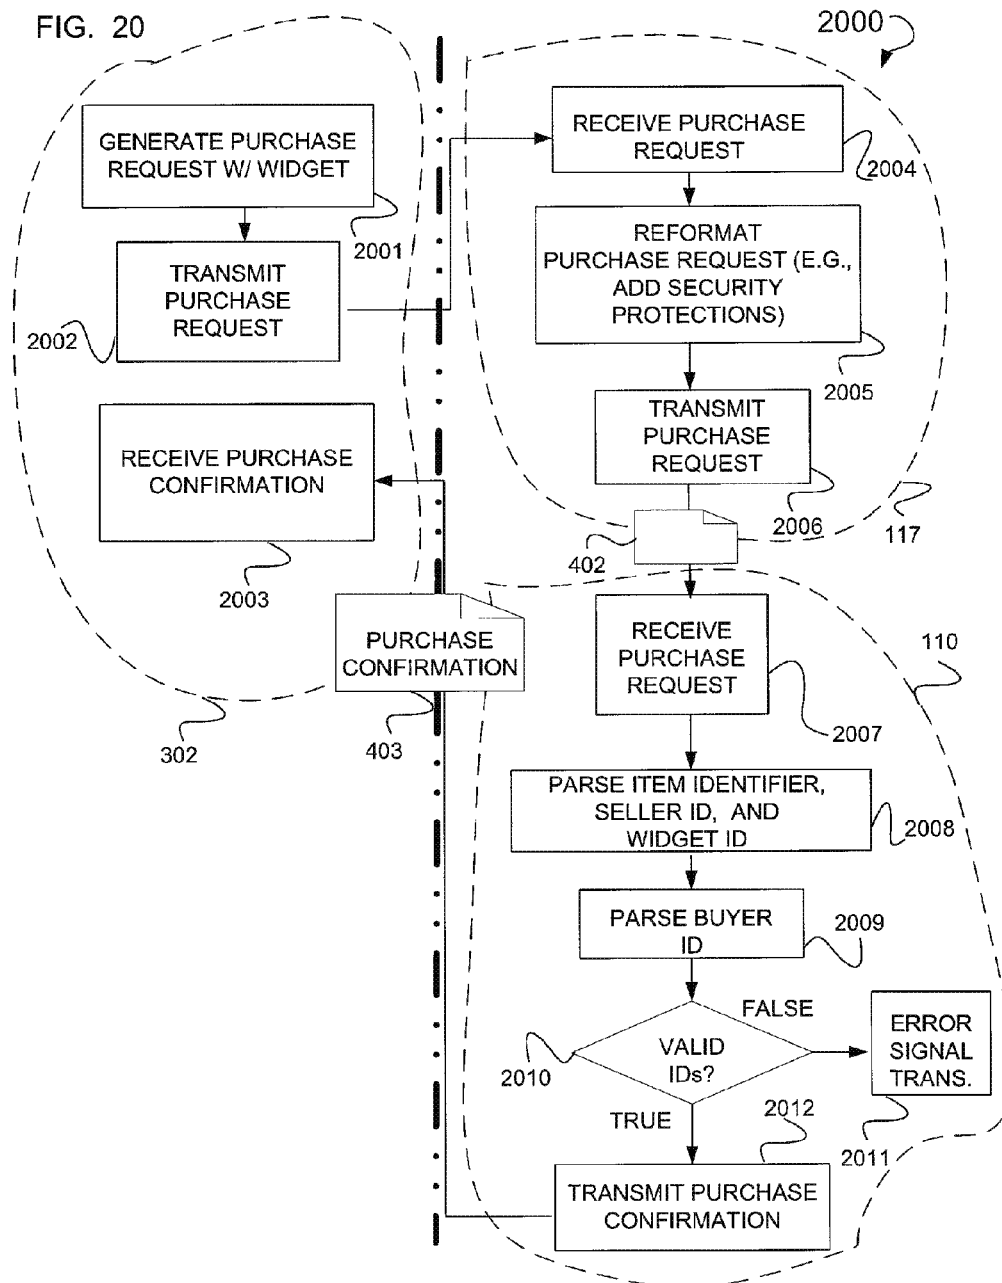 FIG. 20
2000
GENERATE PURCHASE
REQUEST W/ WIDGET
2001
TRANSMIT
PURCHASE
REQUEST
2002
RECEIVE PURCHASE
CONFIRMATION
2003
302
RECEIVE PURCHASE
REQUEST
2004
REFORMAT
PURCHASE REQUEST (E.G.,
ADD SECURITY
PROTECTIONS)
2005
TRANSMIT
PURCHASE
REQUEST
2006
117
402
PURCHASE
CONFIRMATION
403
RECEIVE
PURCHASE
REQUEST
110
2007
PARSE ITEM IDENTIFIER,
SELLER ID, AND
WIDGET ID
2008
PARSE BUYER
ID
2009
VALID
IDs?
2010
FALSE
ERROR
SIGNAL
TRANS.
2011
TRUE
2012
TRANSMIT PURCHASE
CONFIRMATION